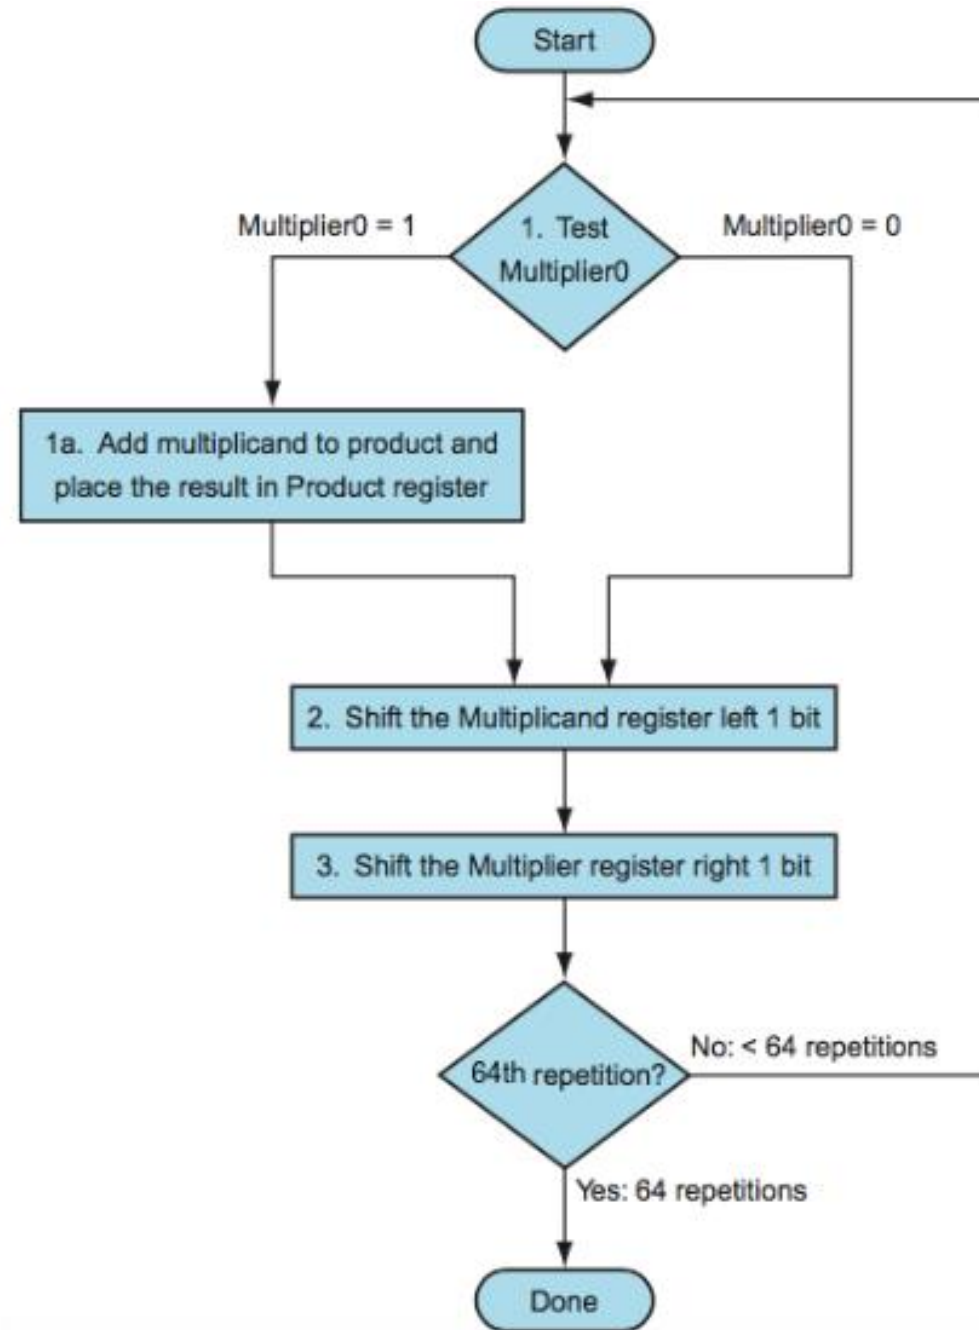 Start
Multiplier0 = 1
1. Test
Multiplier0
Multiplier0 = 0
1a. Add multiplicand to product and
place the result in Product register
2. Shift the Multiplicand register left 1 bit
3. Shift the Multiplier register right 1 bit
64th repetition?
No: < 64 repetitions
Yes: 64 repetitions
Done